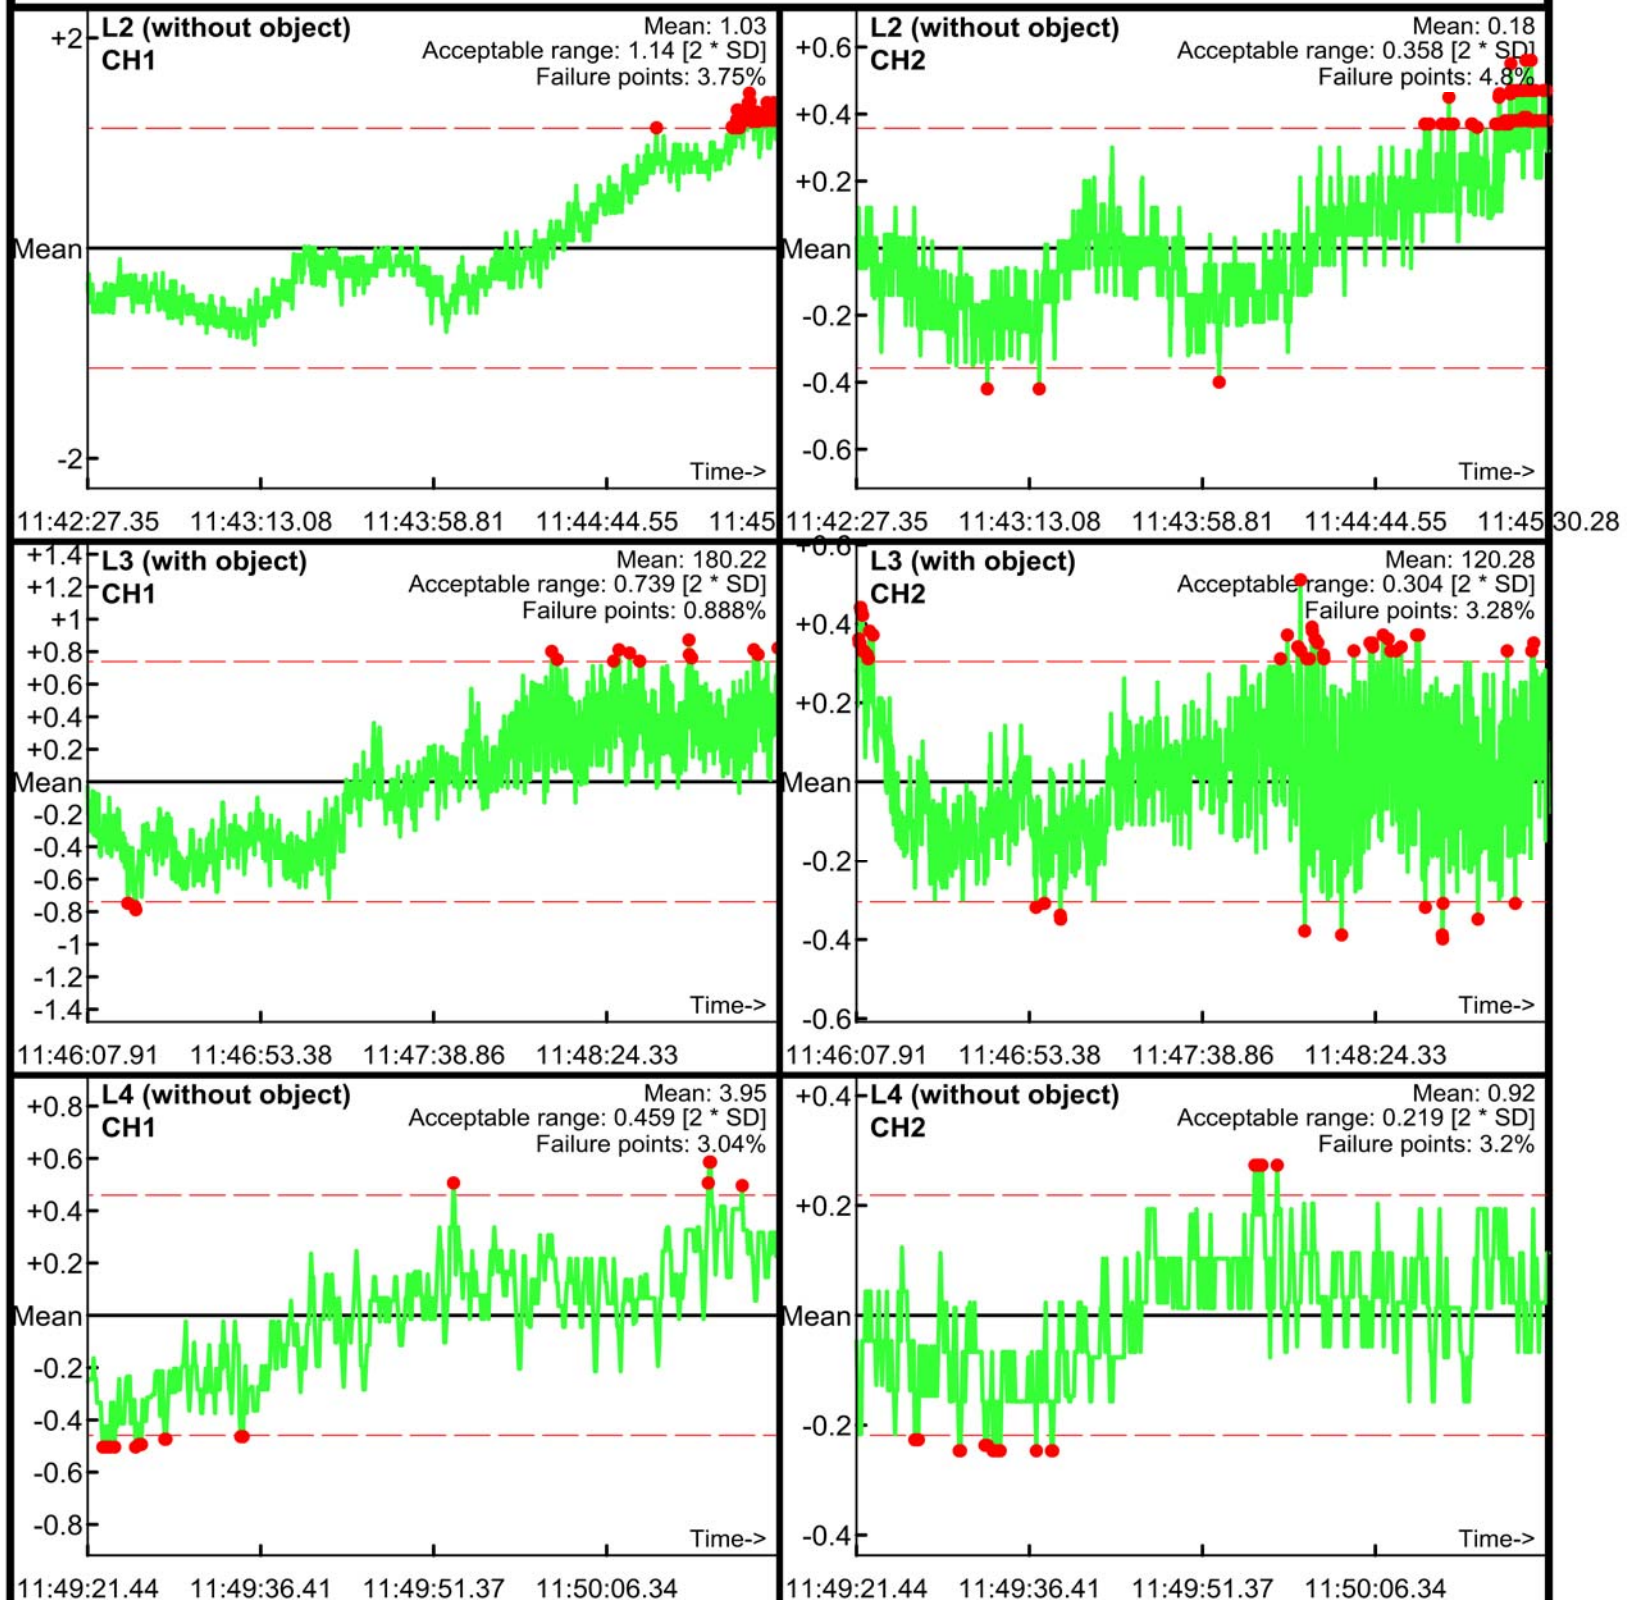 L2 (without object)
CH1
Mean: 1.03
Acceptable range: 1.14 [2 * SD]
Failure points: 3.75%
+2
Mean
-2
Time->
11:42:27.35 11:43:13.08 11:43:58.81 11:44:44.55 11:45
L2 (without object)
CH2
Mean: 0.18
Acceptable range: 0.358 [2 * SD]
Failure points: 4.8%
+0.6
+0.4
+0.2
Mean
-0.2
-0.4
-0.6
Time->
11:42:27.35 11:43:13.08 11:43:58.81 11:44:44.55 11:45:30.28
L3 (with object)
CH1
Mean: 180.22
Acceptable range: 0.739 [2 * SD]
Failure points: 0.888%
+1.4
+1.2
+1
+0.8
+0.6
+0.4
+0.2
Mean
-0.2
-0.4
-0.6
-0.8
-1
-1.2
-1.4
Time->
11:46:07.91 11:46:53.38 11:47:38.86 11:48:24.33
L3 (with object)
CH2
Mean: 120.28
Acceptable range: 0.304 [2 * SD]
Failure points: 3.28%
+0.6
+0.4
+0.2
Mean
-0.2
-0.4
-0.6
Time->
11:46:07.91 11:46:53.38 11:47:38.86 11:48:24.33
L4 (without object)
CH1
Mean: 3.95
Acceptable range: 0.459 [2 * SD]
Failure points: 3.04%
+0.8
+0.6
+0.4
+0.2
Mean
-0.2
-0.4
-0.6
-0.8
Time->
11:49:21.44 11:49:36.41 11:49:51.37 11:50:06.34
L4 (without object)
CH2
Mean: 0.92
Acceptable range: 0.219 [2 * SD]
Failure points: 3.2%
+0.4
+0.2
Mean
-0.2
-0.4
Time->
11:49:21.44 11:49:36.41 11:49:51.37 11:50:06.34